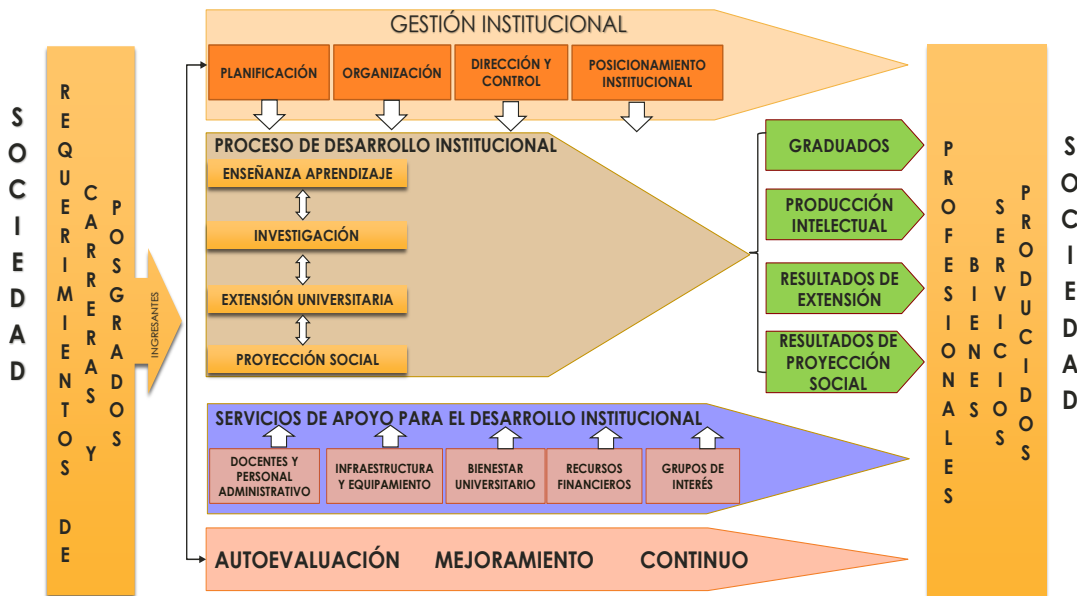 SOCIEDAD
REQUERIMIENTOS DE
CARRERAS Y
POSGRADOS
INGRESANTES
GESTIÓN INSTITUCIONAL
PLANIFICACIÓN
ORGANIZACIÓN
DIRECCIÓN Y
CONTROL
POSICIONAMIENTO
INSTITUCIONAL
PROCESO DE DESARROLLO INSTITUCIONAL
ENSEÑANZA APRENDIZAJE
INVESTIGACIÓN
EXTENSIÓN UNIVERSITARIA
PROYECCIÓN SOCIAL
GRADUADOS
PRODUCCIÓN
INTELECTUAL
RESULTADOS DE
EXTENSIÓN
RESULTADOS DE
PROYECCIÓN
SOCIAL
SERVICIOS DE APOYO PARA EL DESARROLLO INSTITUCIONAL
DOCENTES Y
PERSONAL
ADMINISTRATIVO
INFRAESTRUCTURA
Y EQUIPAMIENTO
BIENESTAR
UNIVERSITARIO
RECURSOS
FINANCIEROS
GRUPOS DE
INTERÉS
AUTOEVALUACIÓN MEJORAMIENTO CONTINUO
PROFESIONALES
BIENES
SERVICIOS
PRODUCIDOS
SOCIEDAD